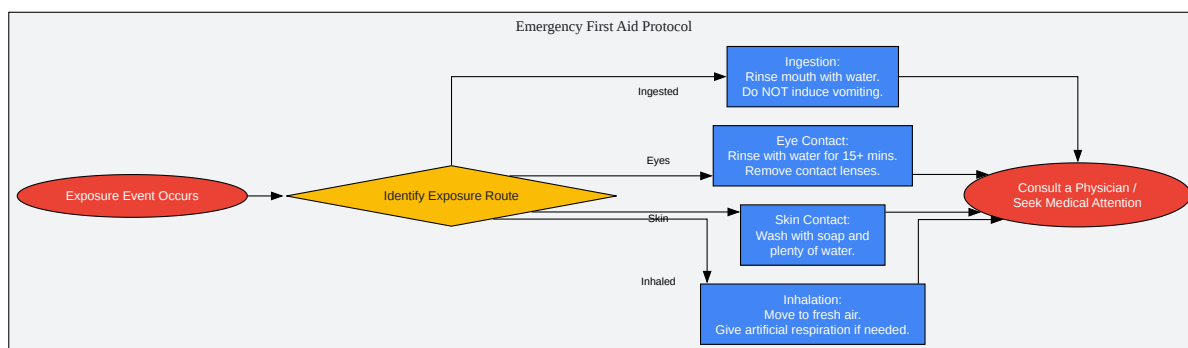 Emergency First Aid Protocol
Exposure Event Occurs
Identify Exposure Route
Ingested
Ingestion:
Rinse mouth with water.
Do NOT induce vomiting.
Eyes
Eye Contact:
Rinse with water for 15+ mins.
Remove contact lenses.
Skin
Skin Contact:
Wash with soap and
plenty of water.
Inhaled
Inhalation:
Move to fresh air.
Give artificial respiration if needed.
Consult a Physician /
Seek Medical Attention